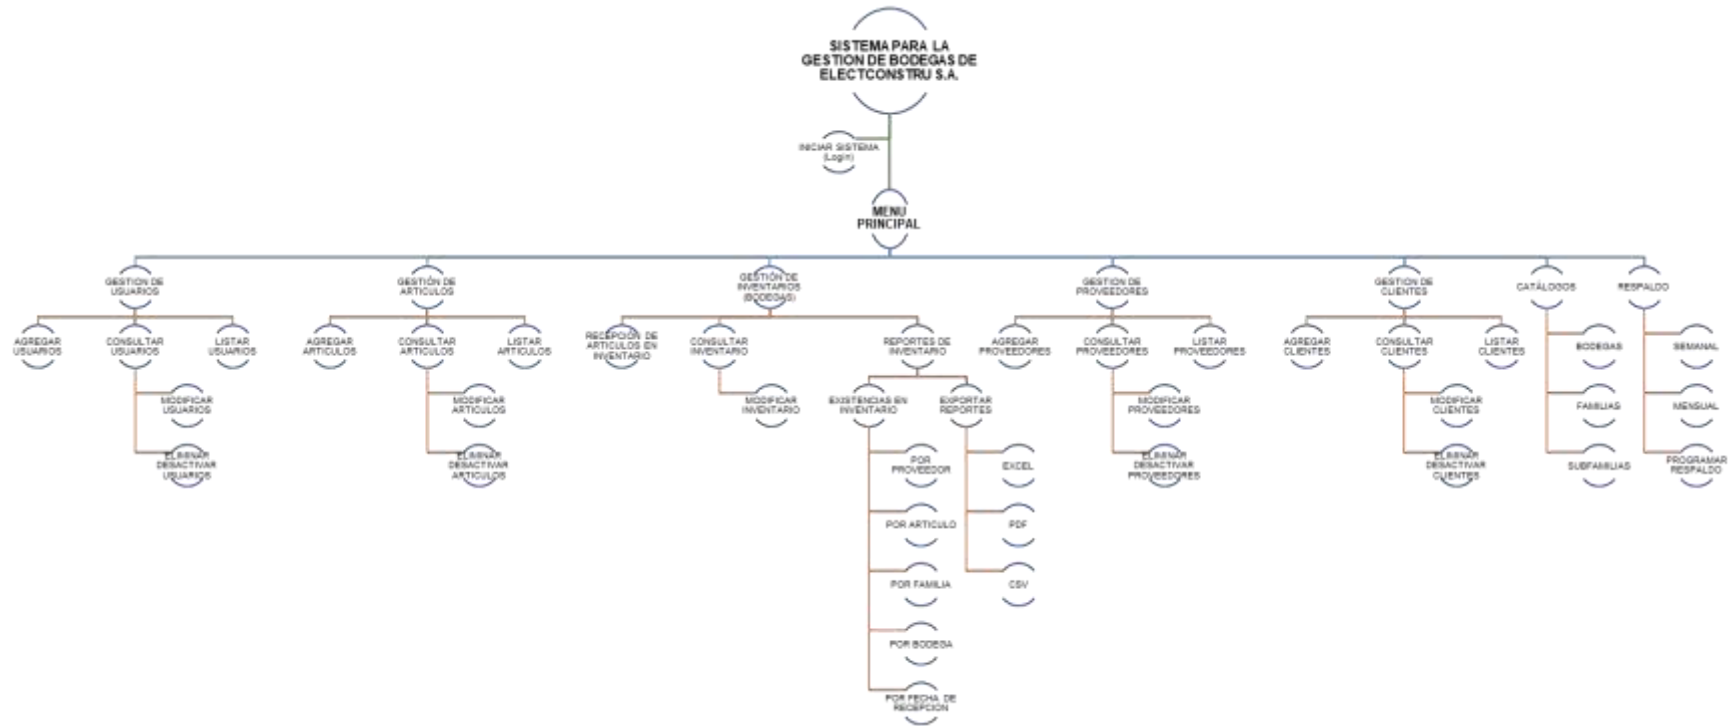 SISTEMA PARA LA
GESTION DE BODEGAS DE
ELECTCONSTRU S.A.
INICIAR SISTEMA
(Login)
MENU
PRINCIPAL
GESTION DE
USUARIOS
AGREGAR
USUARIOS
CONSULTAR
USUARIOS
MODIFICAR
USUARIOS
ELIMINAR
DESACTIVAR
USUARIOS
LISTAR
USUARIOS
GESTIÓN DE
ARTICULOS
AGREGAR
ARTICULOS
CONSULTAR
ARTICULOS
MODIFICAR
ARTICULOS
ELIMINAR
DESACTIVAR
ARTICULOS
LISTAR
ARTICULOS
GESTIÓN DE
INVENTARIOS
(BODEGAS)
RECEPCIÓN DE
ARTICULOS EN
INVENTARIO
CONSULTAR
INVENTARIO
MODIFICAR
INVENTARIO
REPORTES DE
INVENTARIO
EXISTENCIAS EN
INVENTARIO
POR
PROVEEDOR
POR ARTICULO
POR FAMILIA
POR BODEGA
POR FECHA DE
RECEPCION
EXPORTAR
REPORTES
EXCEL
PDF
CSV
GESTION DE
PROVEEDORES
AGREGAR
PROVEEDORES
CONSULTAR
PROVEEDORES
MODIFICAR
PROVEEDORES
ELIMINAR
DESACTIVAR
PROVEEDORES
LISTAR
PROVEEDORES
GESTION DE
CLIENTES
AGREGAR
CLIENTES
CONSULTAR
CLIENTES
MODIFICAR
CLIENTES
ELIMINAR
DESACTIVAR
CLIENTES
LISTAR
CLIENTES
CATÁLOGOS
BODEGAS
FAMILIAS
SUBFAMILIAS
RESPALDO
SEMANAL
MENSUAL
PROGRAMAR
RESPALDO